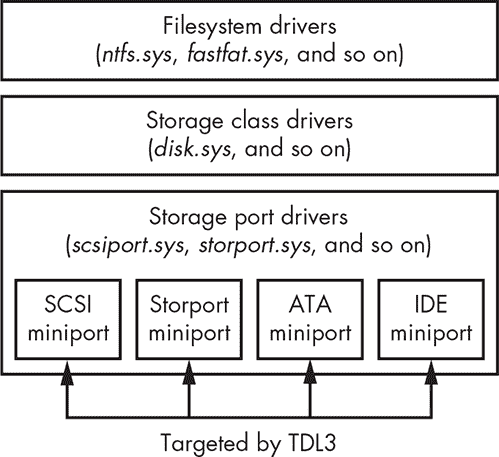 Filesystem drivers
(ntfs.sys, fastfat.sys, and so on)
Storage class drivers
(disk.sys, and so on)
Storage port drivers
(scsiport.sys, storport.sys, and so on)
SCSI
miniport
Storport
miniport
ATA
miniport
IDE
miniport
Targeted by TDL3